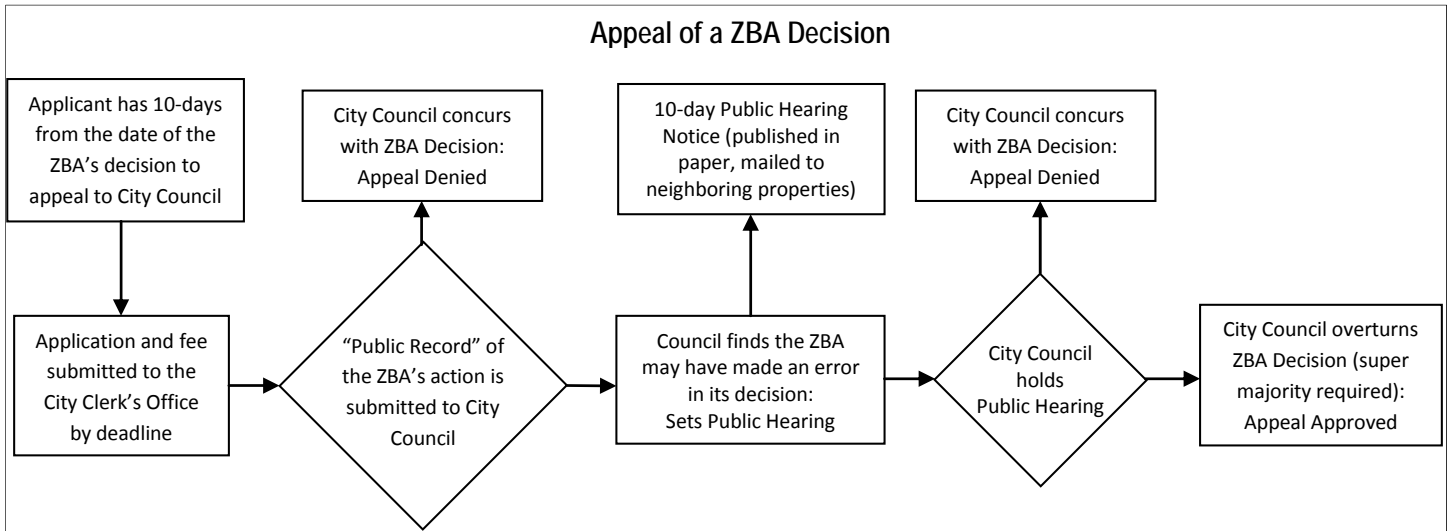 Appeal of a ZBA Decision
Applicant has 10-days
from the date of the
ZBA’s decision to
appeal to City Council
City Council concurs
with ZBA Decision:
Appeal Denied
10-day Public Hearing
Notice (published in
paper, mailed to
neighboring properties)
City Council concurs
with ZBA Decision:
Appeal Denied
Application and fee
submitted to the
City Clerk’s Office
by deadline
“Public Record” of
the ZBA’s action is
submitted to City
Council
Council finds the ZBA
may have made an error
in its decision:
Sets Public Hearing
City Council
holds
Public Hearing
City Council overturns
ZBA Decision (super
majority required):
Appeal Approved